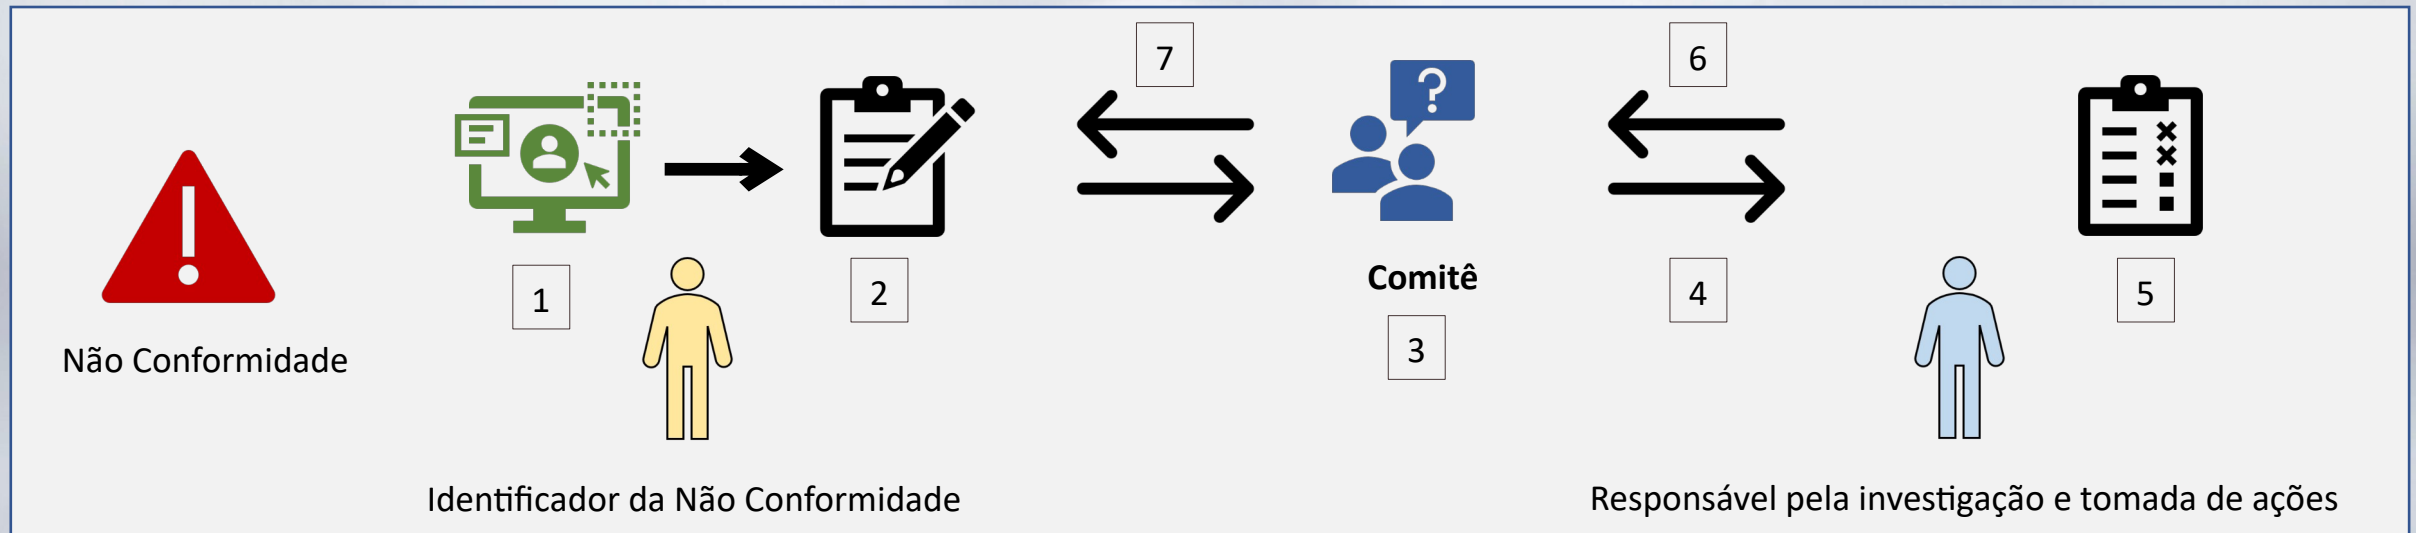 7
6
?
Comitê
1
2
4
5
3
Não Conformidade
Identificador da Não Conformidade
Responsável pela investigação e tomada de ações